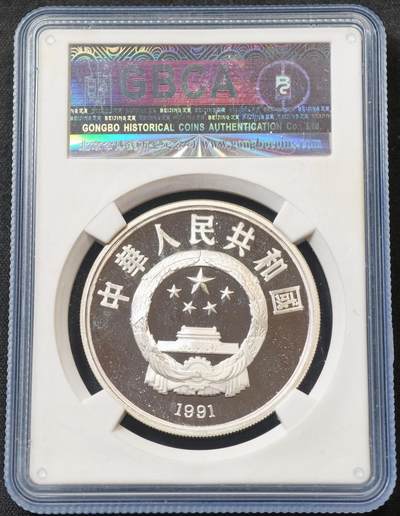 GBCA
GONGBO HISTORICAL COINS AUTHENTICATION Co., Ltd.
中華人民共和國
1991